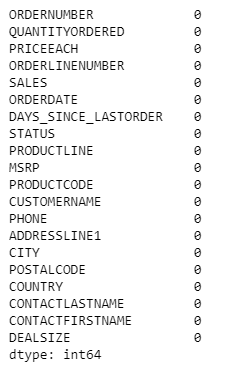 ORDERNUMBER 0
QUANTITYORDERED 0
PRICEEACH 0
ORDERLINENUMBER 0
SALES 0
ORDERDATE 0
DAYS_SINCE_LASTORDER 0
STATUS 0
PRODUCTLINE 0
MSRP 0
PRODUCTCODE 0
CUSTOMERNAME 0
PHONE 0
ADDRESSLINE1 0
CITY 0
POSTALCODE 0
COUNTRY 0
CONTACTLASTNAME 0
CONTACTFIRSTNAME 0
DEALSIZE 0
dtype: int64